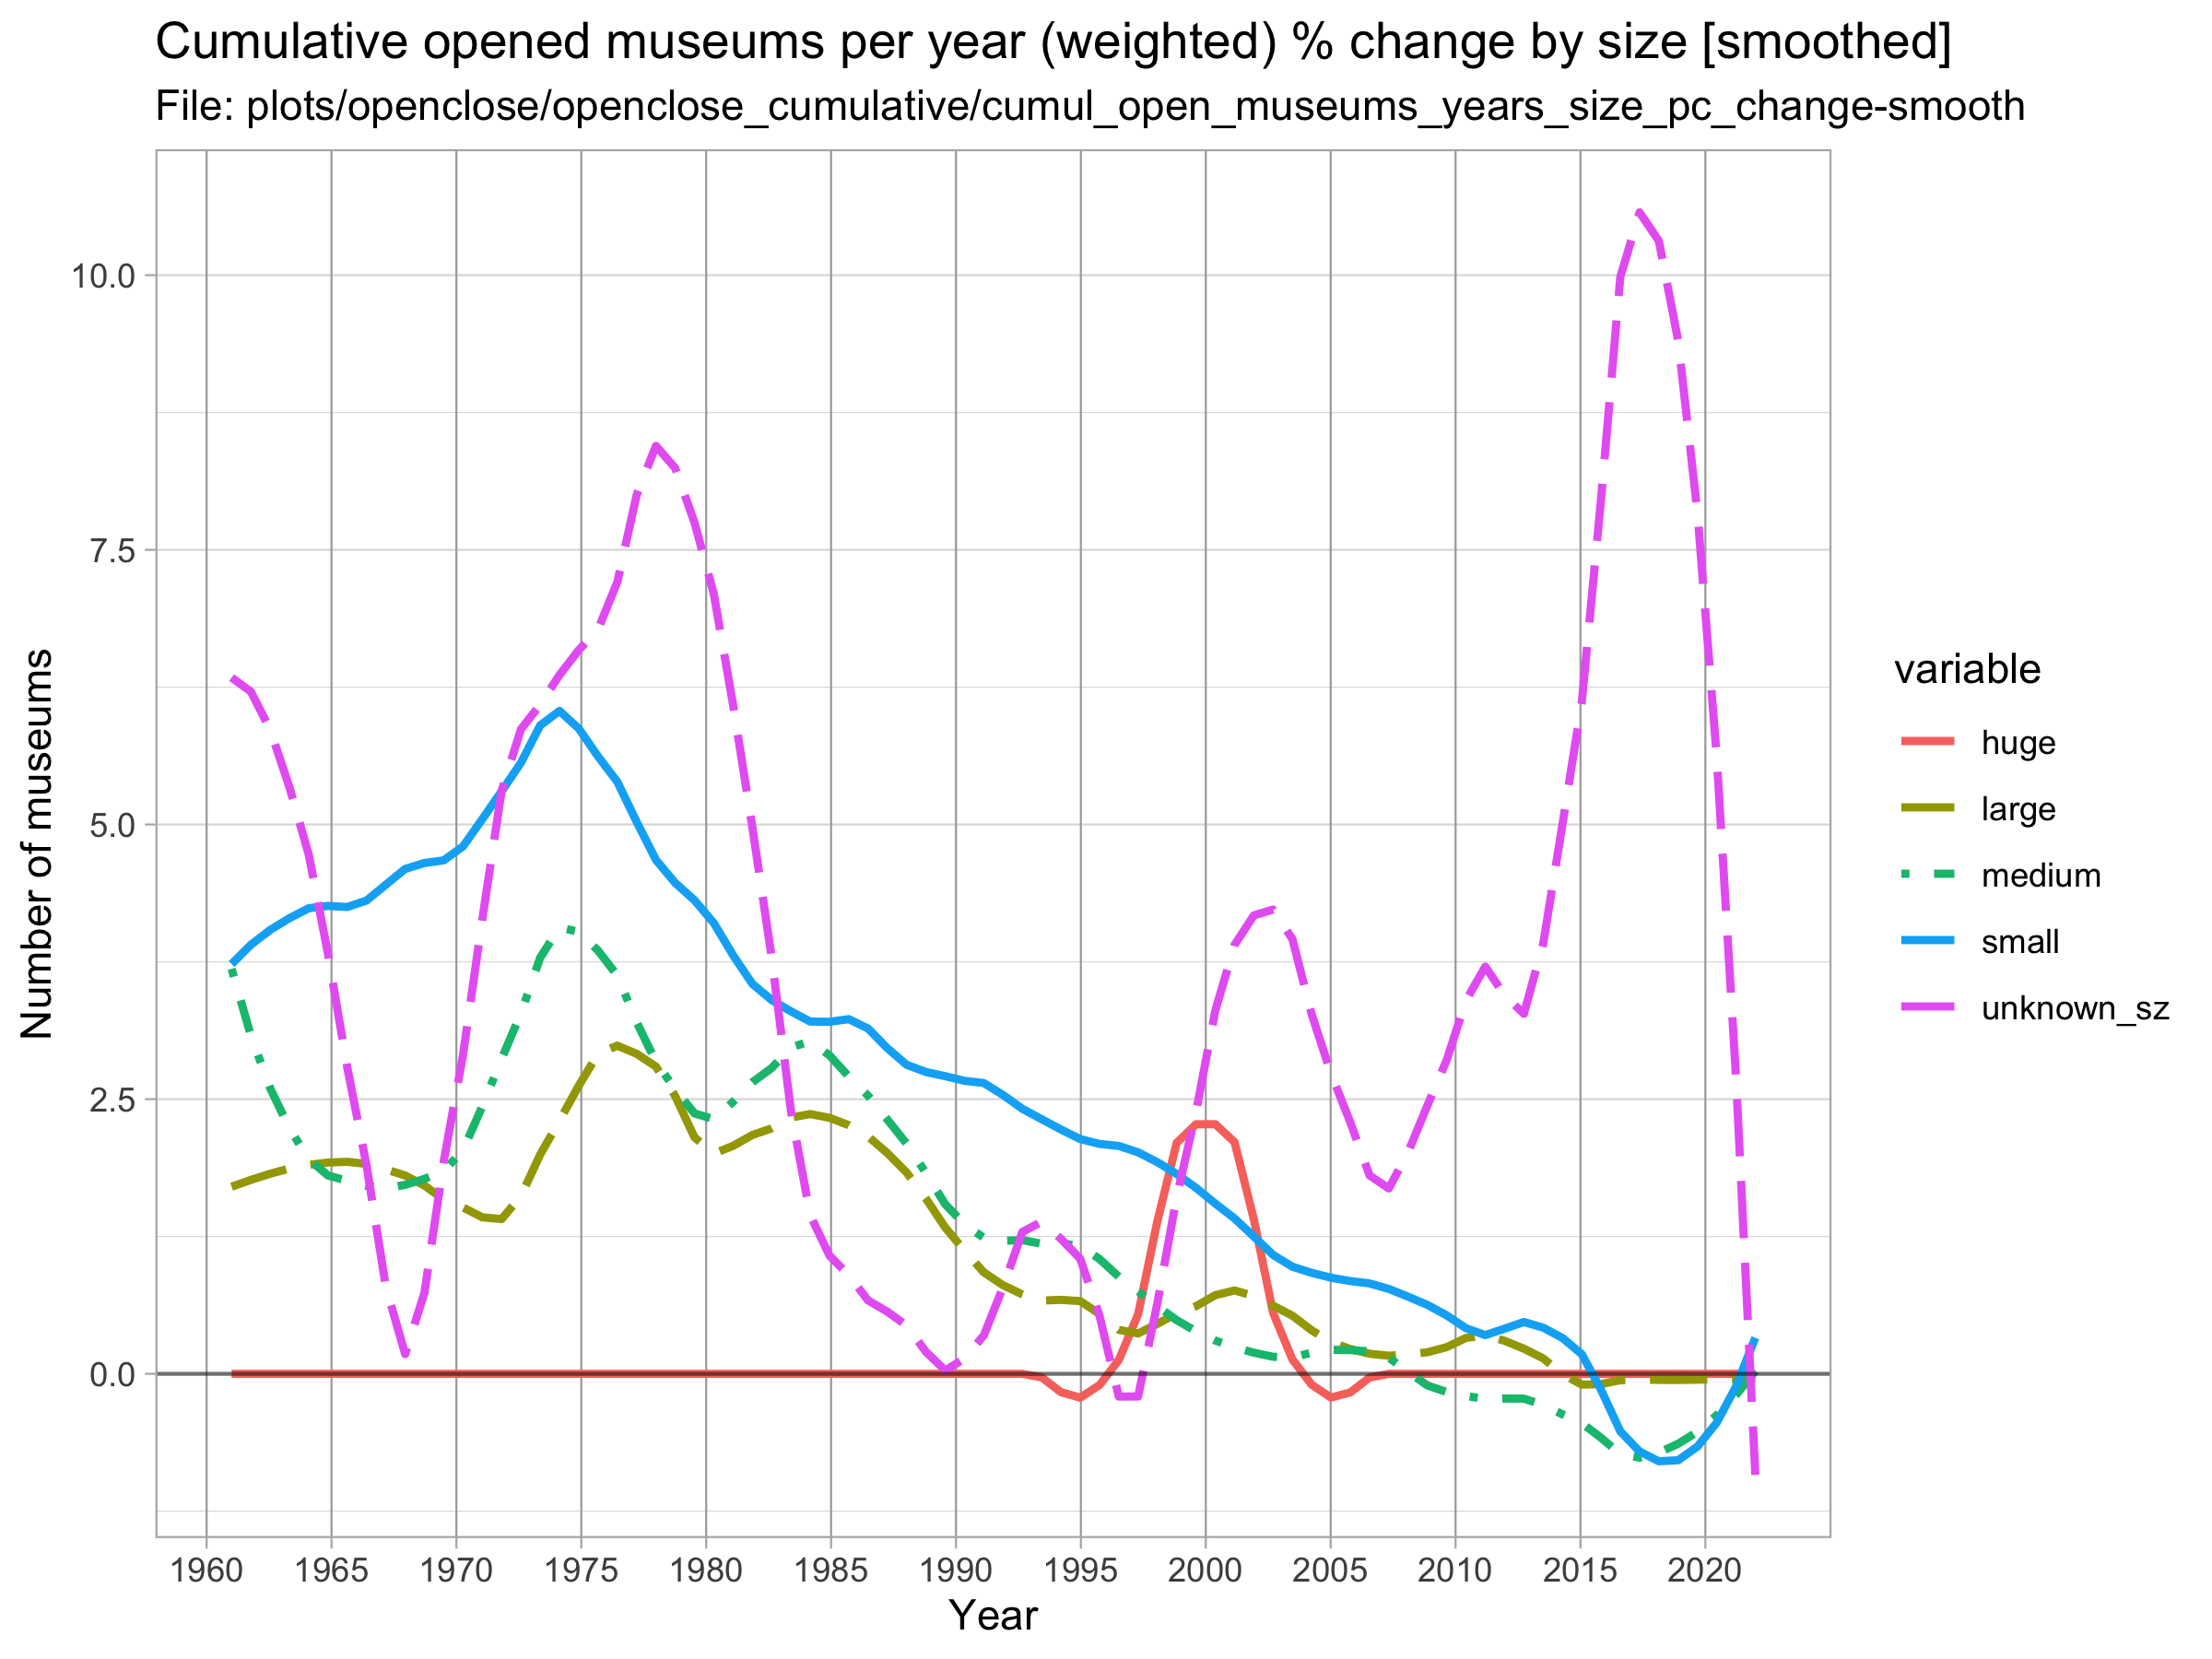 Cumulative opened museums per year (weighted) % change by size [smoothed]
File: plots/openclose/openclose_cumulative/cumul_open_museums_years_size_pc_change-smooth
Number of museums
10.0
7.5
5.0
2.5
0.0
1960 1965 1970 1975 1980 1985 1990 1995 2000 2005 2010 2015 2020
Year
variable
huge
large
medium
small
unknown_sz